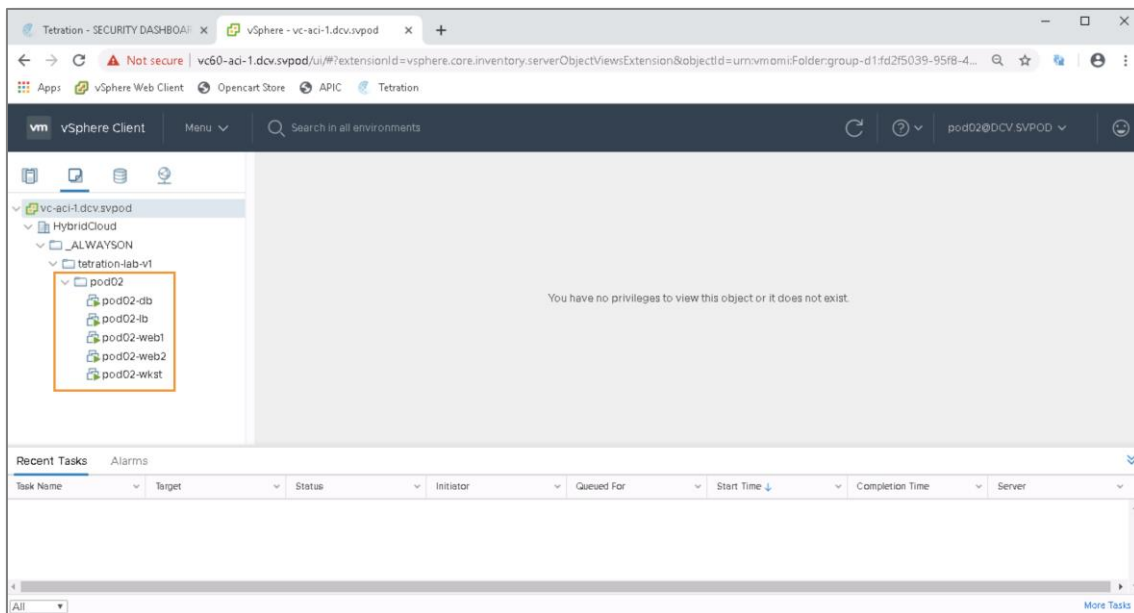 Tetration - SECURITY DASHBOAR
vSphere - vc-aci-1.dcv.svpod
Not secure | vc60-aci-1.dcv.svpod/ui/#?extensionId=vsphere.core.inventory.serverObjectViewsExtension&objectId=urn:vmomi:Folder:group-d1:fd2f5039-95f8-4...
Apps vSphere Web Client Opencart Store APIC Tetration
vm vSphere Client Menu Search in all environments pod02@DCV.SVPOD
vc-aci-1.dcv.svpod
HybridCloud
_ALWAYSON
tetration-lab-v1
pod02
pod02-db
pod02-lb
pod02-web1
pod02-web2
pod02-wkst
You have no privileges to view this object or it does not exist.
Recent Tasks Alarms
Task Name Target Status Initiator Queued For Start Time Completion Time Server
All More Tasks